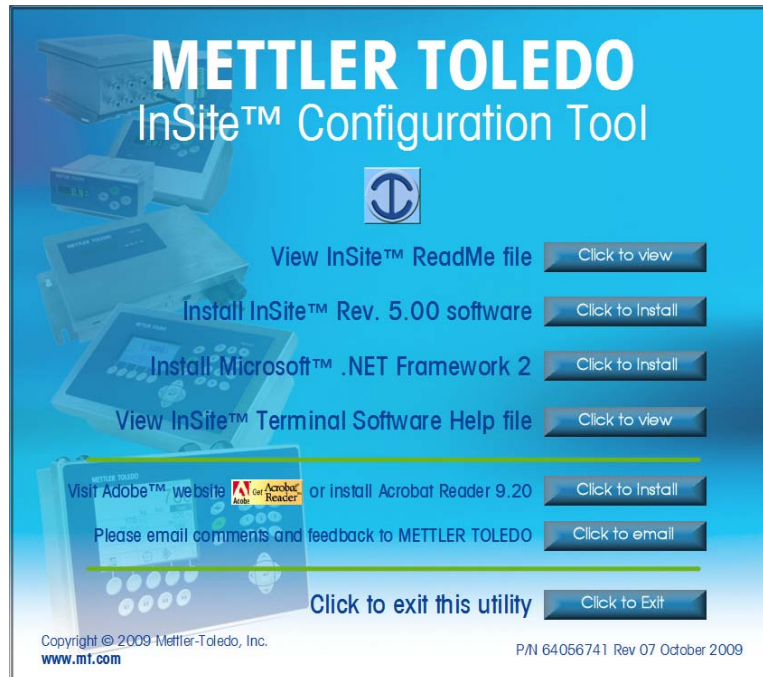 METTLER TOLEDO
InSite™ Configuration Tool
View InSite™ ReadMe file Click to view
Install InSite™ Rev. 5.00 software Click to Install
Install Microsoft™ .NET Framework 2 Click to Install
View InSite™ Terminal Software Help file Click to view
METTLER TOLEDO
Visit Adobe™ website Adobe Get Acrobat Reader or install Acrobat Reader 9.20 Click to Install
Please email comments and feedback to METTLER TOLEDO Click to email
Click to exit this utility Click to Exit
Copyright © 2009 Mettler-Toledo, Inc.
www.mt.com
P/N 64056741 Rev 07 October 2009